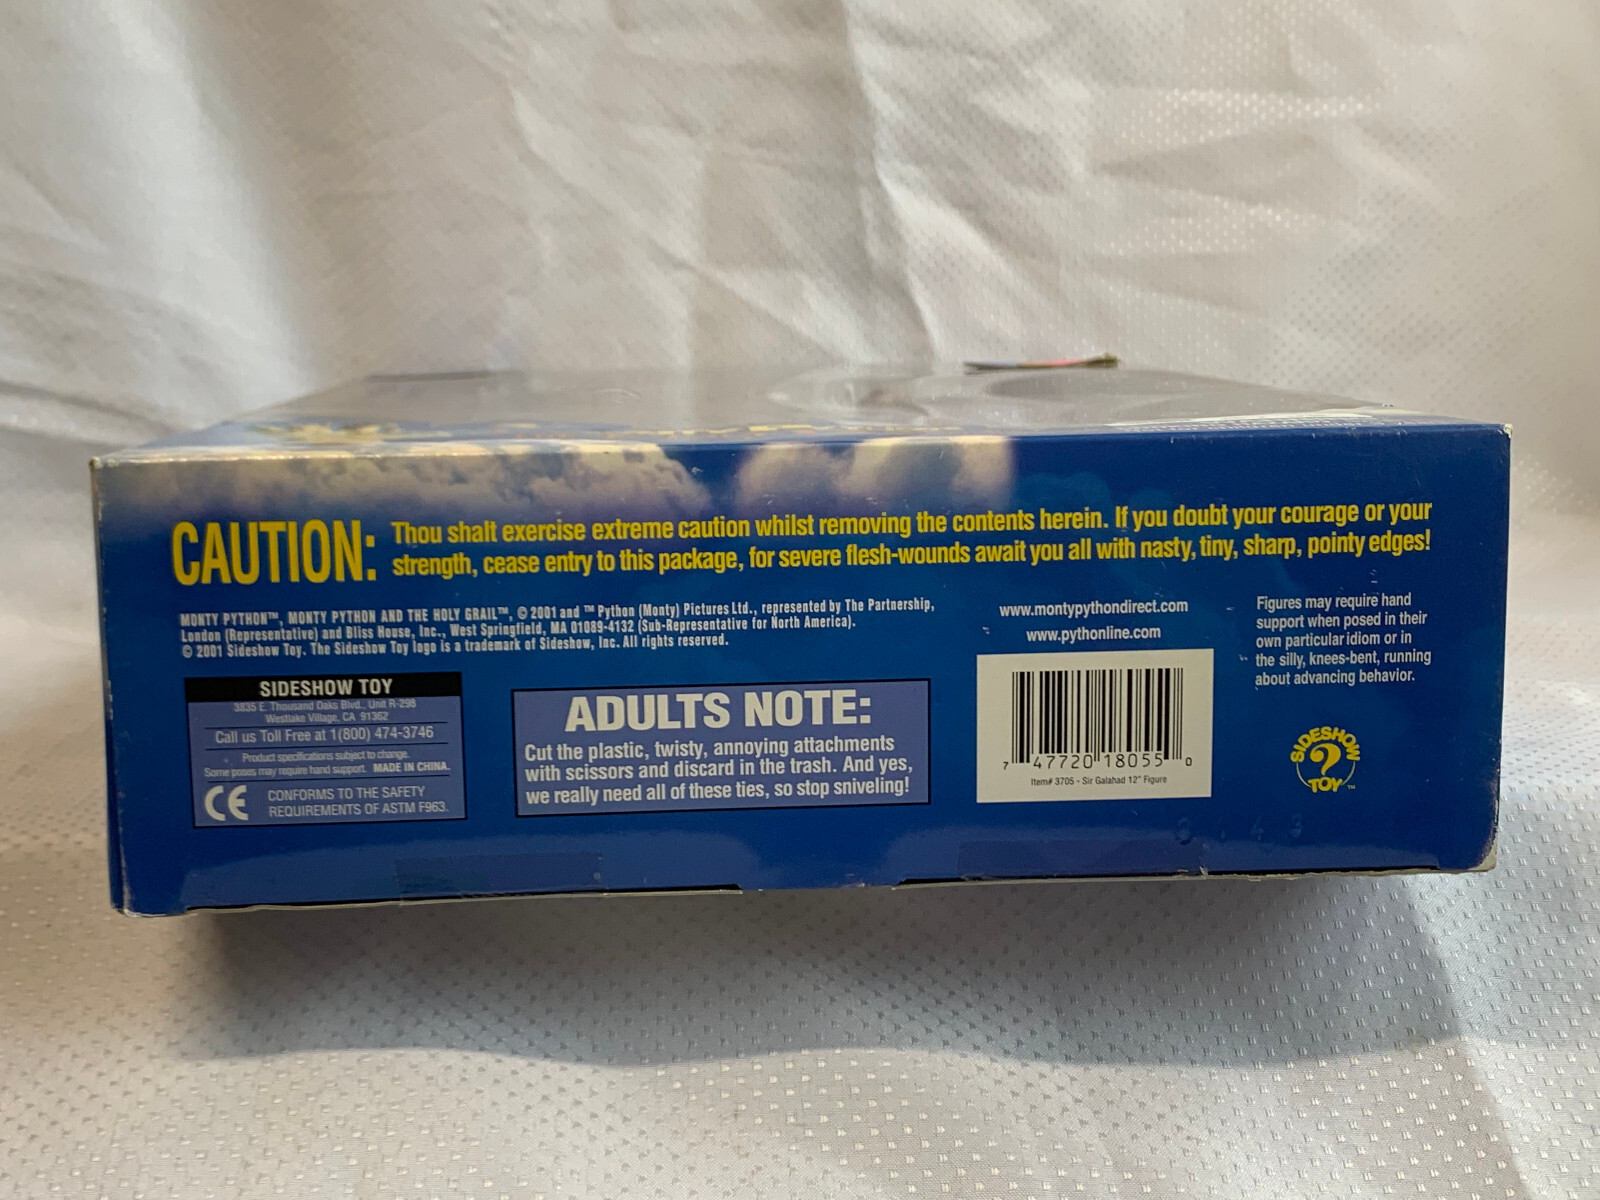 CAUTION: Thou shalt exercise extreme caution whilst removing the contents herein. If you doubt your courage or your
strength, cease entry to this package, for severe flesh-wounds await you all with nasty, tiny, sharp, pointy edges!
MONTY PYTHON™, MONTY PYTHON AND THE HOLY GRAIL™, © 2001 and ™ Python (Monty) Pictures Ltd., represented by The Partnership,
London (Representative) and Bliss House, Inc., West Springfield, MA 01089-4132 (Sub-Representative for North America).
© 2001 Sideshow Toy. The Sideshow Toy logo is a trademark of Sideshow, Inc. All rights reserved.
SIDESHOW TOY
3835 E. Thousand Oaks Blvd., Unit R-298
Westlake Village, CA 91362
Call us Toll Free at 1(800) 474-3746
Product specifications subject to change.
Some poses may require hand support. MADE IN CHINA.
CE CONFORMS TO THE SAFETY
REQUIREMENTS OF ASTM F963.
ADULTS NOTE:
Cut the plastic, twisty, annoying attachments
with scissors and discard in the trash. And yes,
we really need all of these ties, so stop sniveling!
www.montypythondirect.com
www.pythonline.com
7 47720 18055 0
Item# 3705 - Sir Galahad 12" Figure
Figures may require hand
support when posed in their
own particular idiom or in
the silly, knees-bent, running
about advancing behavior.
SIDESHOW
?
TOY™